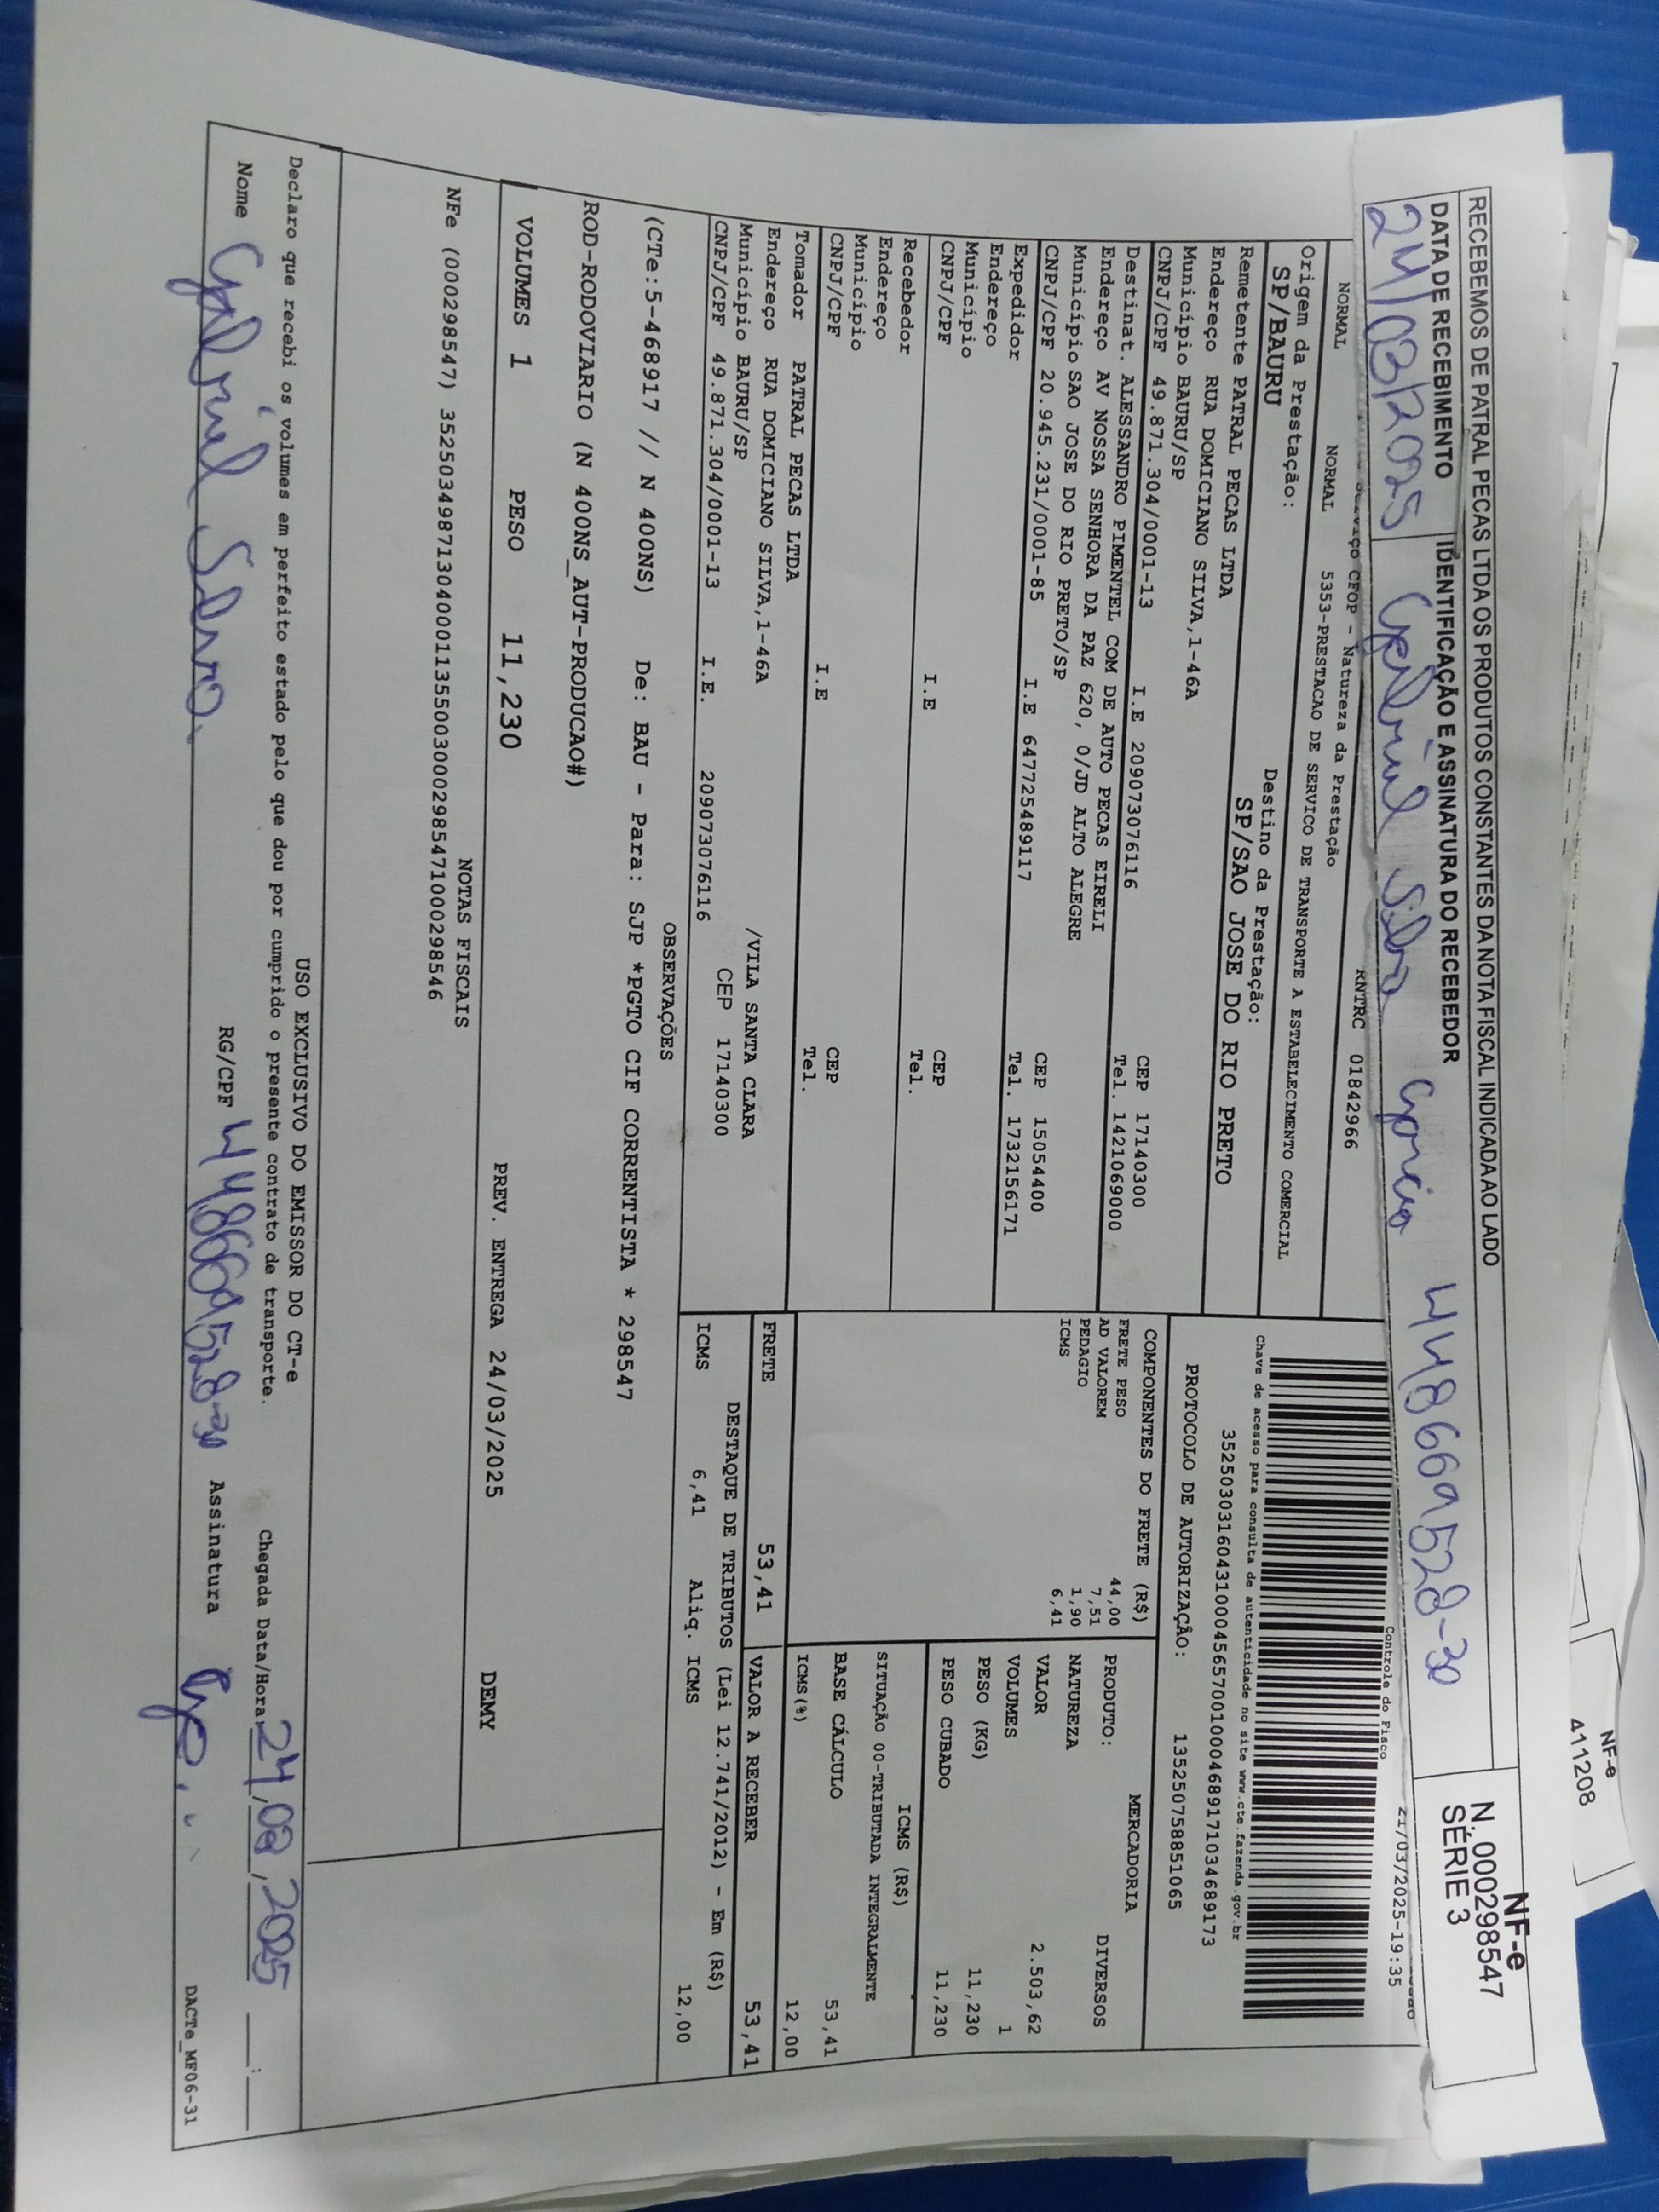 RECEBEMOS DE PATRAL PECAS LTDA OS PRODUTOS CONSTANTES DA NOTA FISCAL INDICADA AO LADO
DATA DE RECEBIMENTO IDENTIFICAÇÃO E ASSINATURA DO RECEBEDOR
24/03/2025 Gabriel Silva Garcia 448669528-30
NF-e
N. 000298547
SÉRIE 3
NF-e
411208
CFOP - Natureza da Prestação RNTRC 01842966
NORMAL NORMAL 5353-PRESTACAO DE SERVICO DE TRANSPORTE A ESTABELECIMENTO COMERCIAL
Origem da Prestação: Destino da Prestação:
SP/BAURU SP/SAO JOSE DO RIO PRETO
Remetente PATRAL PECAS LTDA
Endereço RUA DOMICIANO SILVA,1-46A
Município BAURU/SP CEP 17140300
CNPJ/CPF 49.871.304/0001-13 I.E 209073076116 Tel. 1421069000
Destinat. ALESSANDRO PIMENTEL COM DE AUTO PECAS EIRELI
Endereço AV NOSSA SENHORA DA PAZ 620, 0/JD ALTO ALEGRE
Município SAO JOSE DO RIO PRETO/SP CEP 15054400
CNPJ/CPF 20.945.231/0001-85 I.E 647725489117 Tel. 1732156171
Expedidor
Endereço
Município CEP
CNPJ/CPF I.E Tel.
Recebedor
Endereço
Município CEP
CNPJ/CPF I.E Tel.
Tomador PATRAL PECAS LTDA
Endereço RUA DOMICIANO SILVA,1-46A /VILA SANTA CLARA
Município BAURU/SP CEP 17140300
CNPJ/CPF 49.871.304/0001-13 I.E. 209073076116
21/03/2025-19:35
Controle do Fisco
Chave de acesso para consulta de autenticidade no site www.cte.fazenda.gov.br
35250303160431000456570010004689171034689173
PROTOCOLO DE AUTORIZAÇÃO: 135250758851065
COMPONENTES DO FRETE (R$)
FRETE PESO 44,00
AD VALOREM 7,51
PEDAGIO 1,90
ICMS 6,41
MERCADORIA
PRODUTO: DIVERSOS
NATUREZA
VALOR 2.503,62
VOLUMES 1
PESO (KG) 11,230
PESO CUBADO 11,230
ICMS (R$)
SITUAÇÃO 00-TRIBUTADA INTEGRALMENTE
BASE CÁLCULO 53,41
ICMS(%) 12,00
FRETE 53,41 VALOR A RECEBER 53,41
DESTAQUE DE TRIBUTOS (Lei 12.741/2012) - Em (R$)
ICMS 6,41 Aliq. ICMS 12,00
OBSERVAÇÕES
(CTe:5-468917 // N 400NS) De: BAU - Para: SJP *PGTO CIF CORRENTISTA * 298547
ROD-RODOVIARIO (N 400NS_AUT-PRODUCAO#)
VOLUMES 1 PESO 11,230 PREV. ENTREGA 24/03/2025 DEMY
NOTAS FISCAIS
NFe (000298547) 35250349871304000113550030002985471000298546
USO EXCLUSIVO DO EMISSOR DO CT-e
Declaro que recebi os volumes em perfeito estado pelo que dou por cumprido o presente contrato de transporte. Chegada Data/Hora 24/03/2025 __:__
Nome Gabriel Silva RG/CPF 448669528-30 Assinatura
DACTe_MF06-31